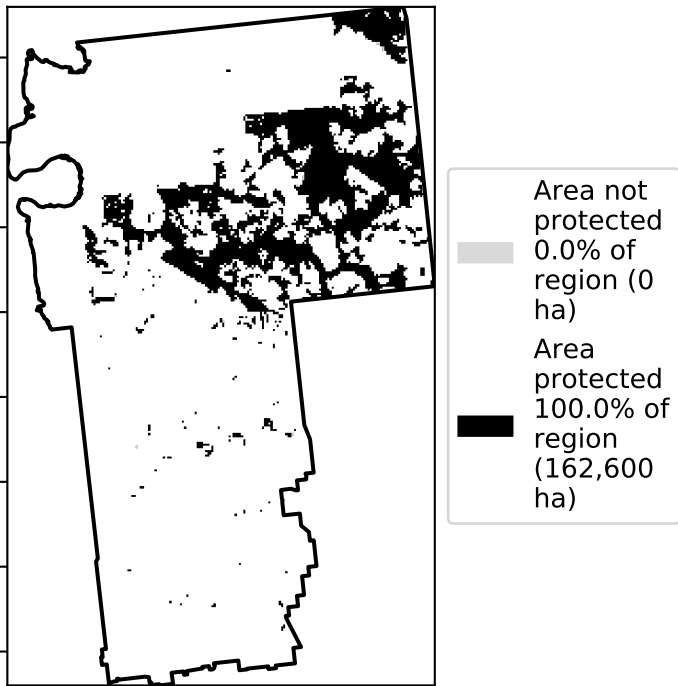 Area not
protected
0.0% of
region (0
ha)
Area
protected
100.0% of
region
(162,600
ha)